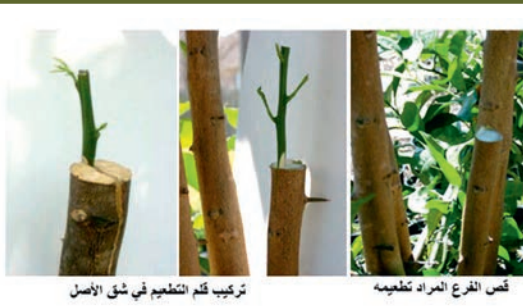 قص الفرع المراد تطعيمه
تركيب قلم التطعيم في شق الأصل